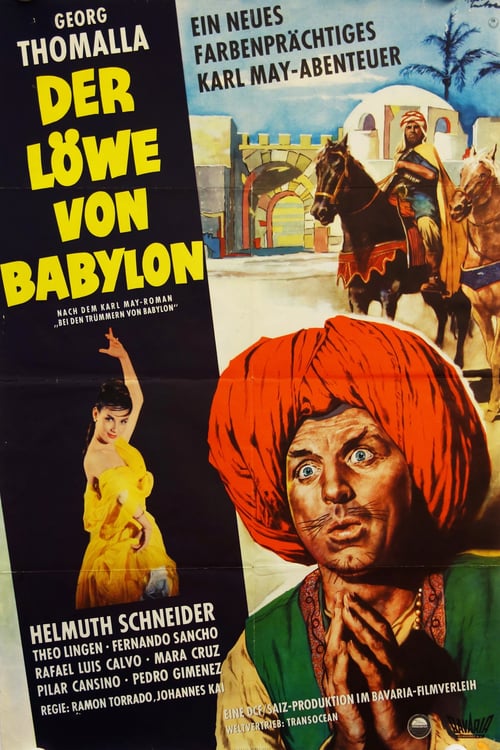 GEORG
THOMALLA
DER
LÖWE
VON
BABYLON
NACH DEM KARL MAY-ROMAN
„BEI DEN TRÜMMERN VON BABYLON"
EIN NEUES
FARBENPRÄCHTIGES
KARL MAY-ABENTEUER
HELMUTH SCHNEIDER
THEO LINGEN · FERNANDO SANCHO
RAFAEL LUIS CALVO · MARA CRUZ
PILAR CANSINO · PEDRO GIMENEZ
REGIE: RAMON TORRADO, JOHANNES KAI
EINE DCF/SAIZ-PRODUKTION IM BAVARIA-FILMVERLEIH
WELTVERTRIEB: TRANSOCEAN
BAVARIA